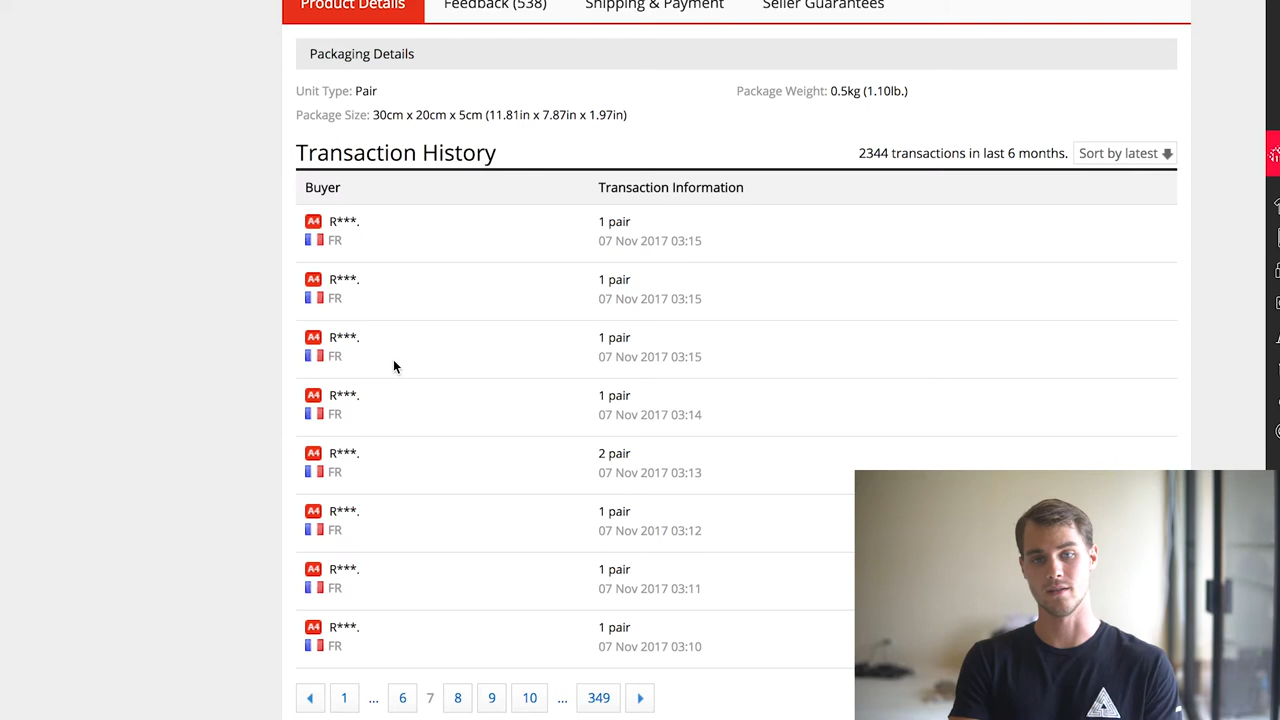 Product Details Feedback (538) Shipping & Payment Seller Guarantees
Packaging Details
Unit Type: Pair Package Weight: 0.5kg (1.10lb.)
Package Size: 30cm x 20cm x 5cm (11.81in x 7.87in x 1.97in)
Transaction History 2344 transactions in last 6 months. Sort by latest
Buyer Transaction Information
A4 R***. 1 pair
FR 07 Nov 2017 03:15
A4 R***. 1 pair
FR 07 Nov 2017 03:15
A4 R***. 1 pair
FR 07 Nov 2017 03:15
A4 R***. 1 pair
FR 07 Nov 2017 03:14
A4 R***. 2 pair
FR 07 Nov 2017 03:13
A4 R***. 1 pair
FR 07 Nov 2017 03:12
A4 R***. 1 pair
FR 07 Nov 2017 03:11
A4 R***. 1 pair
FR 07 Nov 2017 03:10
1 ... 6 7 8 9 10 ... 349